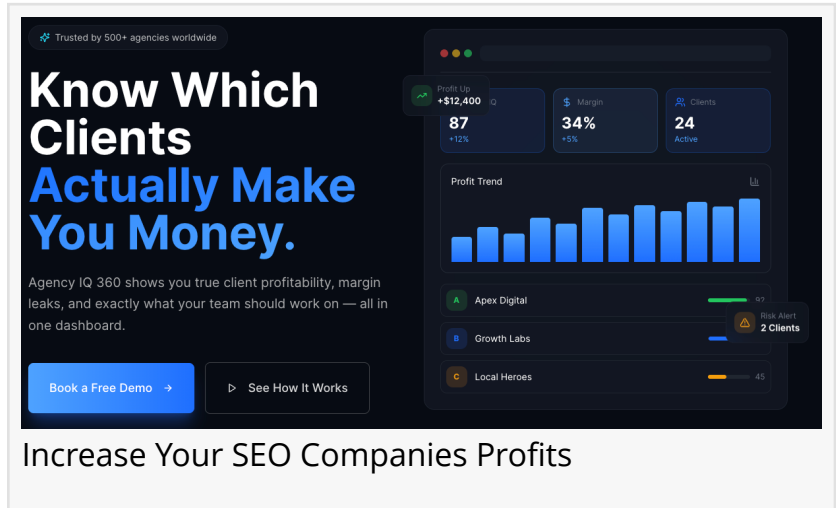 Trusted by 500+ agencies worldwide
Know Which
Clients
Actually Make
You Money.
Agency IQ 360 shows you true client profitability, margin
leaks, and exactly what your team should work on — all in
one dashboard.
Book a Free Demo →
See How It Works
Profit Up
+$12,400
87
+12%
$ Margin
34%
+5%
Clients
24
Active
Profit Trend
A Apex Digital 92
Risk Alert
2 Clients
B Growth Labs
C Local Heroes 45
Increase Your SEO Companies Profits